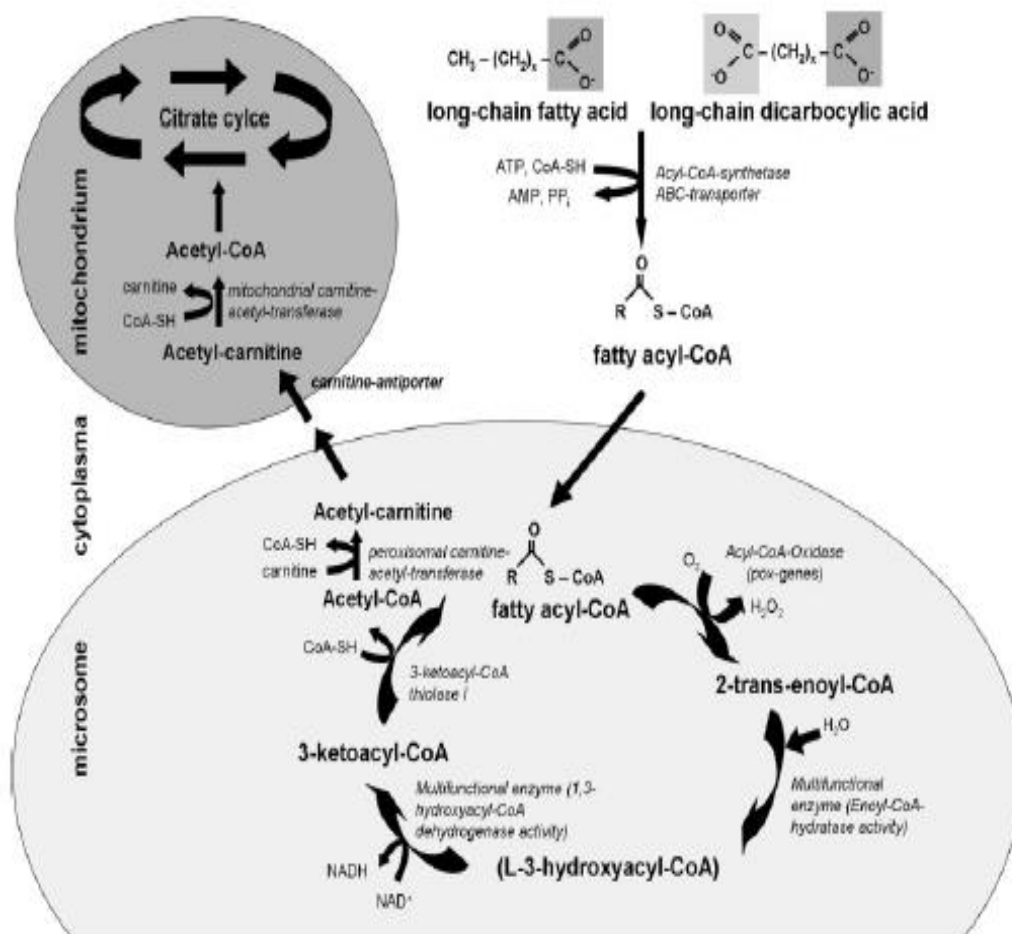 O O O
CH3 – (CH2)x – C C – (CH2)x – C
O- -O O-
long-chain fatty acid long-chain dicarbocylic acid
Citrate cylce
ATP, CoA-SH
AMP, PPi
Acyl-CoA-synthetase
ABC-transporter
Acetyl-CoA
carnitine
CoA-SH
mitochondrial carnitine-
acetyl-transferase
Acetyl-carnitine
mitochondrium
O
R S – CoA
fatty acyl-CoA
carnitine-antiporter
cytoplasma
Acetyl-carnitine
CoA-SH
carnitine
peroxisomal carnitine-
acetyl-transferase
Acetyl-CoA
O
R S – CoA
fatty acyl-CoA
O2
H2O2
Acyl-CoA-Oxidase
(pox-genes)
CoA-SH
3-ketoacyl-CoA
thiolase I
2-trans-enoyl-CoA
H2O
microsome
3-ketoacyl-CoA
Multifunctional enzyme (1,3-
hydroxyacyl-CoA
dehydrogenase activity)
Multifunctional
enzyme (Enoyl-CoA-
hydratase activity)
(L-3-hydroxyacyl-CoA)
NADH
NAD+